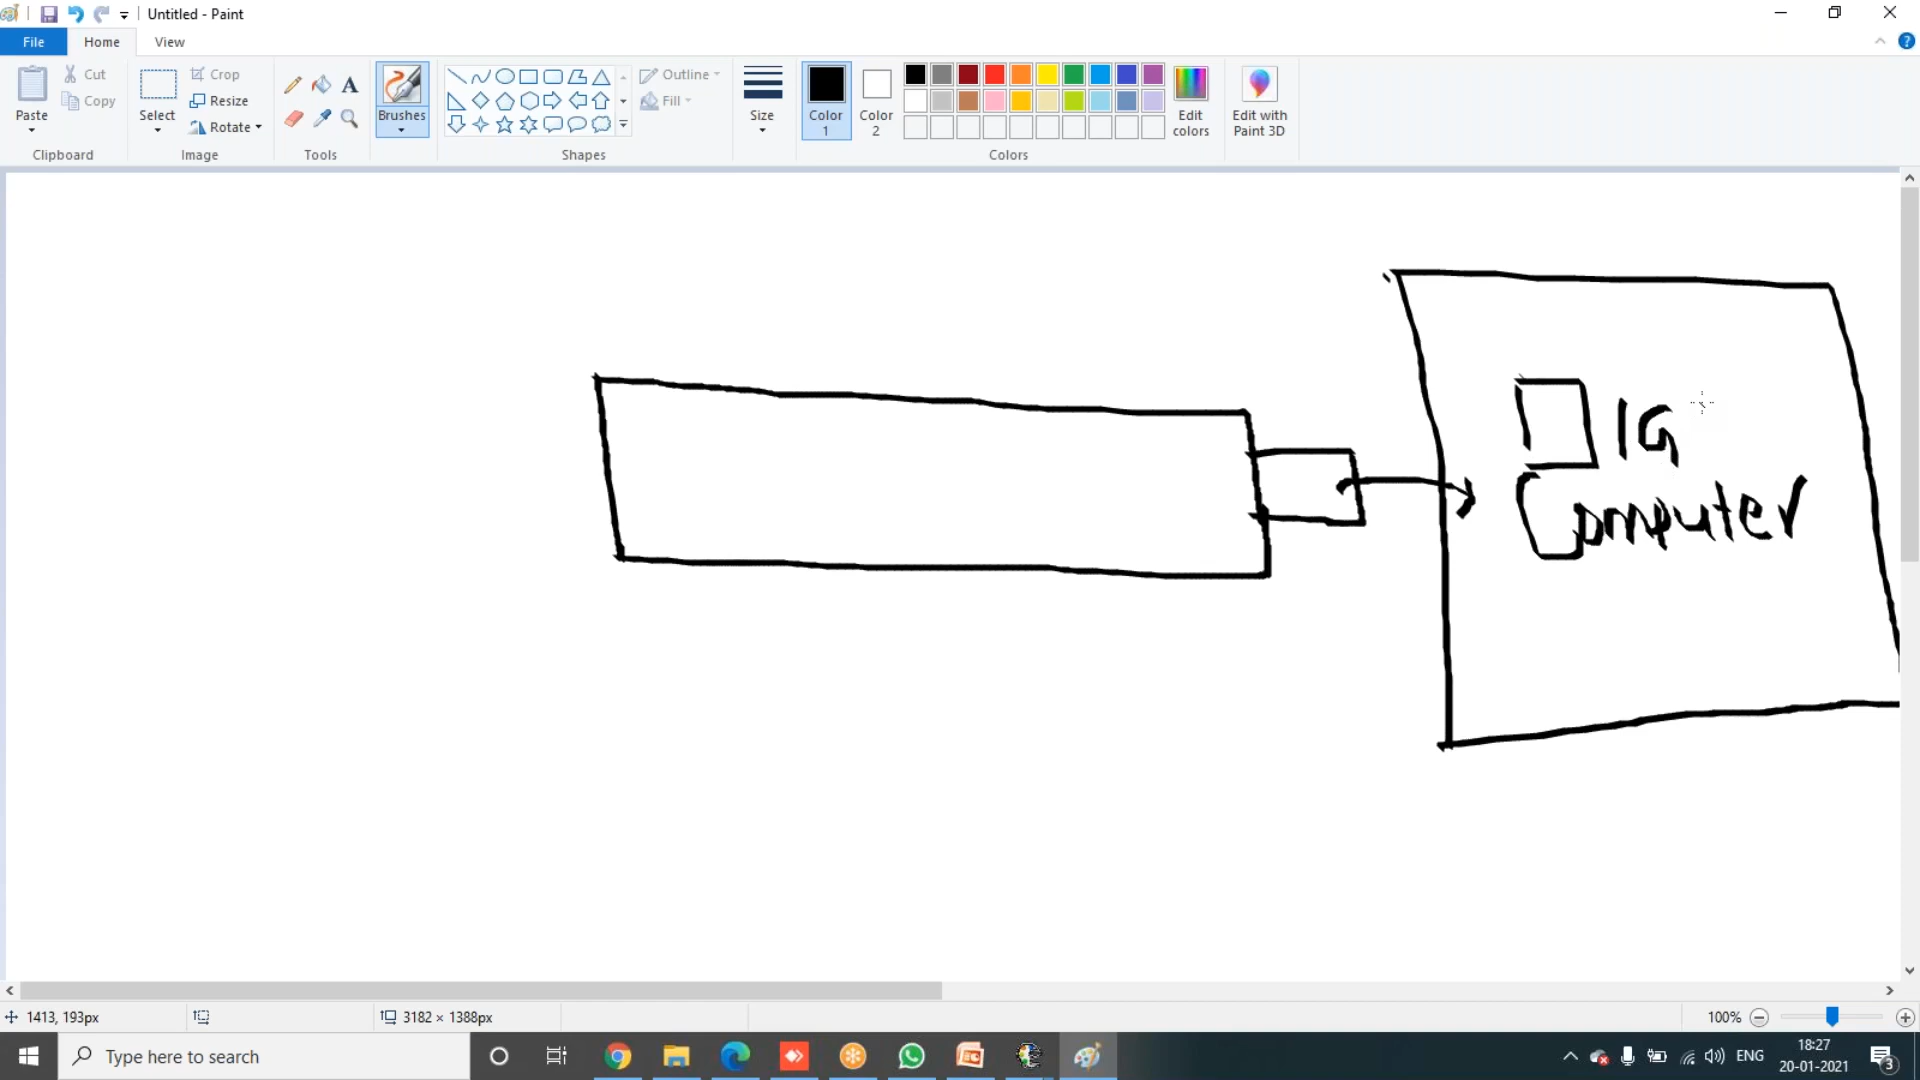 Untitled - Paint
File Home View
Paste
Cut
Copy
Clipboard
Select
Crop
Resize
Rotate
Image
Tools
Brushes
Shapes
Outline
Fill
Size
Color 1
Color 2
Colors
Edit colors
Edit with Paint 3D
1G
Computer
1413, 193px
3182 × 1388px
100%
Type here to search
ENG
18:27
20-01-2021
3